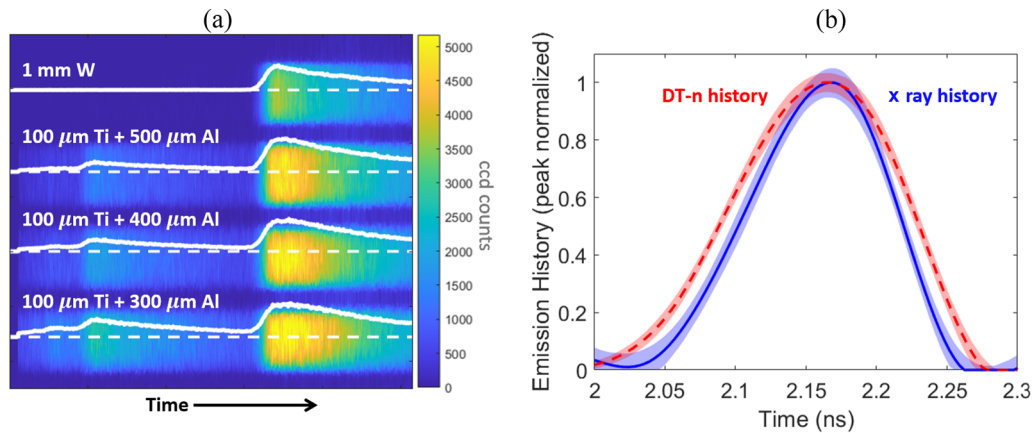 (a)
1 mm W
100 μm Ti + 500 μm Al
100 μm Ti + 400 μm Al
100 μm Ti + 300 μm Al
Time
5000
4500
4000
3500
3000
2500
2000
1500
1000
500
0
ccd counts
(b)
DT-n history
x ray history
Emission History (peak normalized)
1
0.8
0.6
0.4
0.2
0
2
2.05
2.1
2.15
2.2
2.25
2.3
Time (ns)